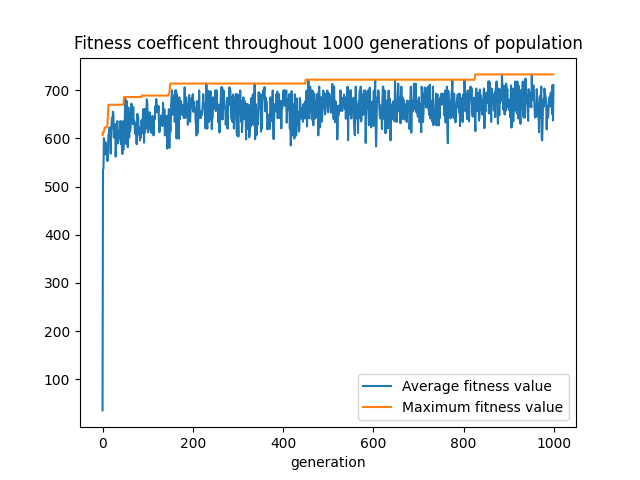 Fitness coefficent throughout 1000 generations of population
700
600
500
400
300
200
100
0 200 400 600 800 1000
generation
Average fitness value
Maximum fitness value